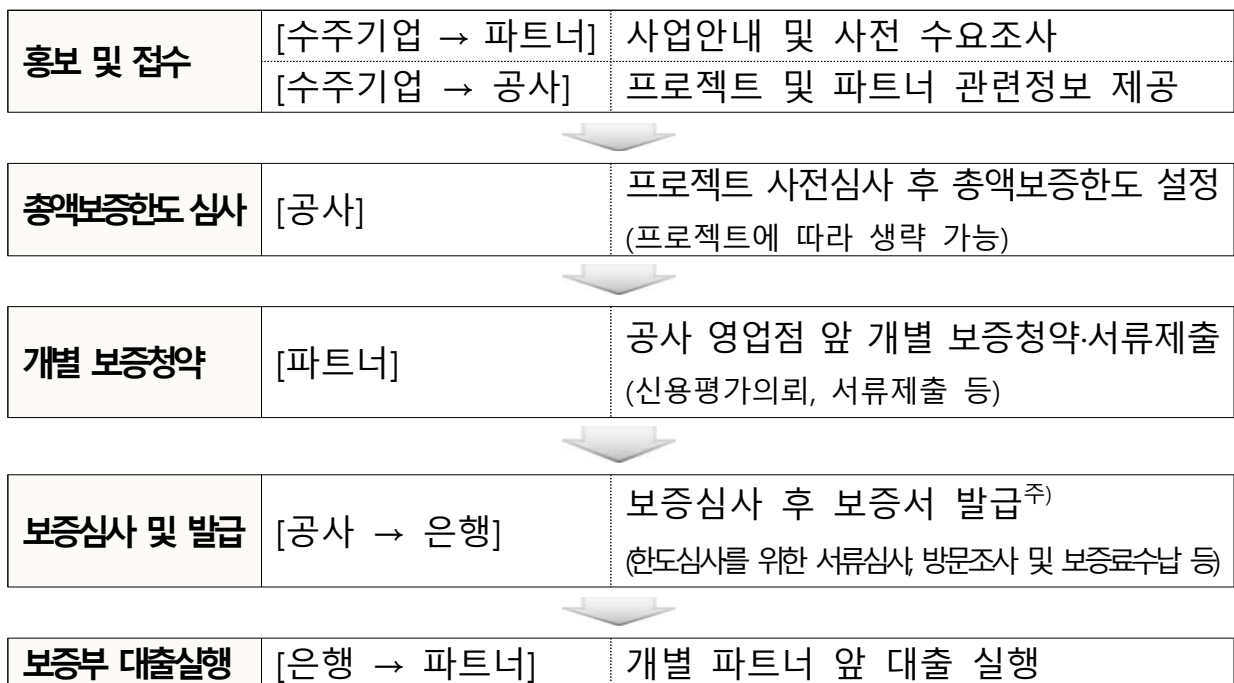 홍보 및 접수
[수주기업 → 파트너] 사업안내 및 사전 수요조사
[수주기업 → 공사] 프로젝트 및 파트너 관련정보 제공
총액보증한도 심사 [공사] 프로젝트 사전심사 후 총액보증한도 설정
(프로젝트에 따라 생략 가능)
개별 보증청약 [파트너] 공사 영업점 앞 개별 보증청약·서류제출
(신용평가의뢰, 서류제출 등)
보증심사 및 발급 [공사 → 은행] 보증심사 후 보증서 발급주)
(한도심사를 위한 서류심사, 방문조사 및 보증료수납 등)
보증부 대출실행 [은행 → 파트너] 개별 파트너 앞 대출 실행